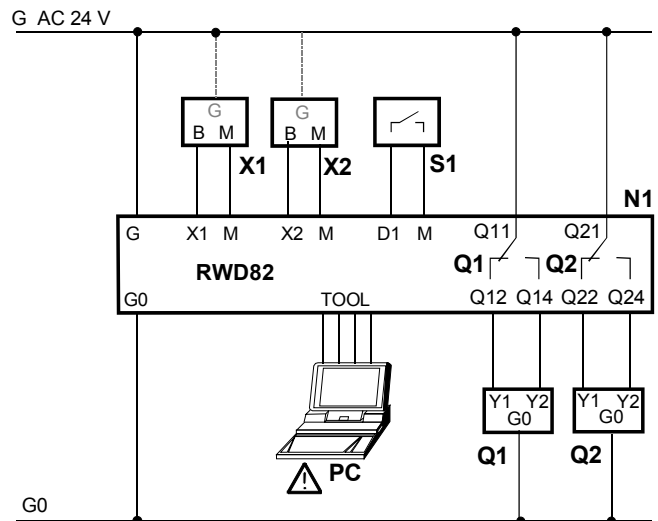 G AC 24 V
G G
B M B M
X1 X2 S1
N1
G X1 M X2 M D1 M Q11 Q21
RWD82 Q1 Q2
G0 TOOL Q12 Q14 Q22 Q24
Y1 Y2 Y1 Y2
G0 G0
PC Q1 Q2
G0